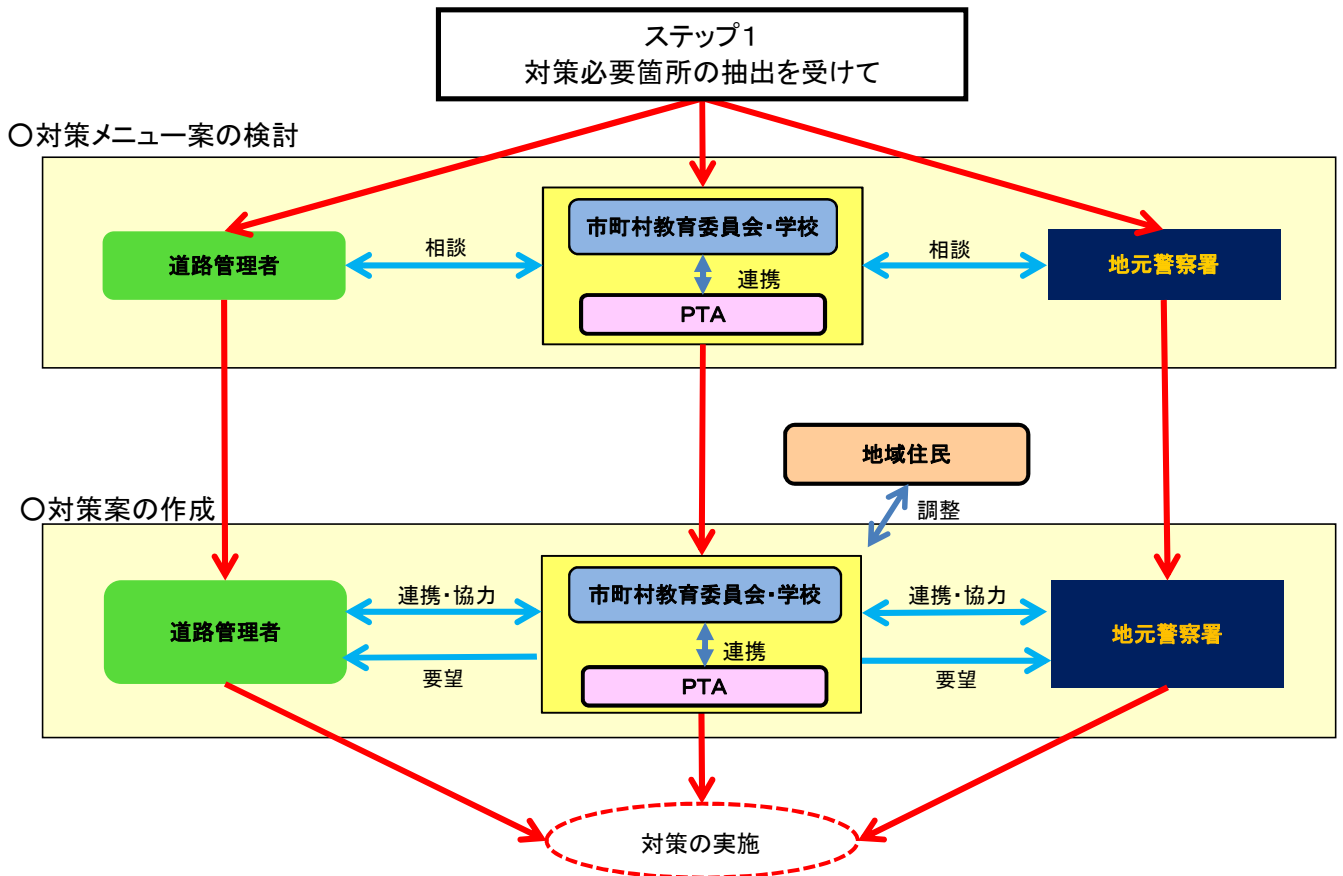 ステップ1
対策必要箇所の抽出を受けて
〇対策メニュー案の検討
市町村教育委員会・学校
相談
相談
道路管理者
地元警察署
連携
PTA
地域住民
〇対策案の作成
調整
市町村教育委員会・学校
連携・協力
連携・協力
道路管理者
地元警察署
連携
要望
PTA
要望
対策の実施